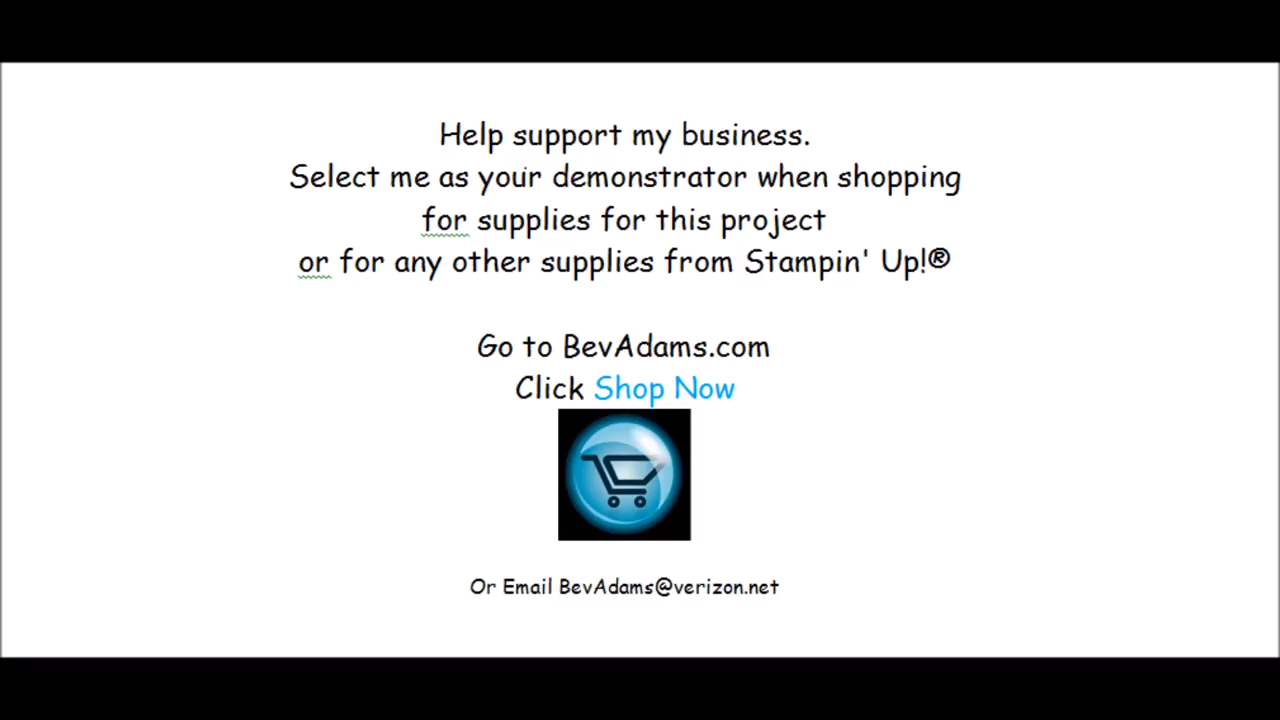 Help support my business.
Select me as your demonstrator when shopping
for supplies for this project
or for any other supplies from Stampin' Up!®
Go to BevAdams.com
Click Shop Now
Or Email BevAdams@verizon.net